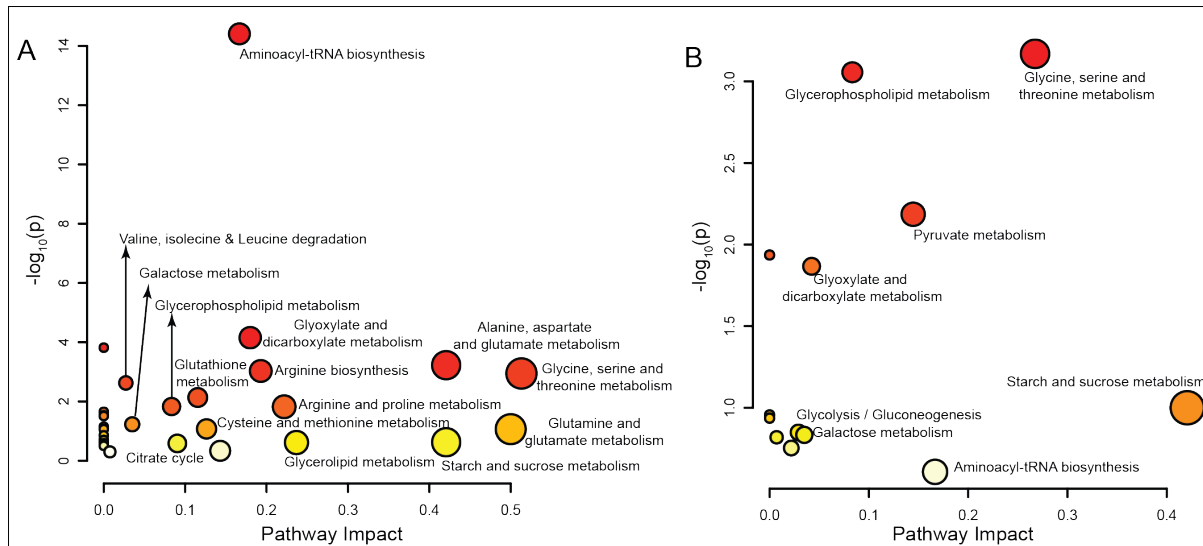 A
14
12
10
8
6
4
2
0
-log10(p)
Aminoacyl-tRNA biosynthesis
Valine, isolecine & Leucine degradation
Galactose metabolism
Glycerophospholipid metabolism
Glyoxylate and
dicarboxylate metabolism
Alanine, aspartate
and glutamate metabolism
Glutathione
metabolism
Arginine biosynthesis
Glycine, serine and
threonine metabolism
Arginine and proline metabolism
Cysteine and methionine metabolism
Glutamine and
glutamate metabolism
Citrate cycle
Glycerolipid metabolism
Starch and sucrose metabolism
0.0
0.1
0.2
0.3
0.4
0.5
Pathway Impact
B
3.0
2.5
2.0
1.5
1.0
-log10(p)
Glycerophospholipid metabolism
Glycine, serine and
threonine metabolism
Pyruvate metabolism
Glyoxylate and
dicarboxylate metabolism
Starch and sucrose metabolism
Glycolysis / Gluconeogenesis
Galactose metabolism
Aminoacyl-tRNA biosynthesis
0.0
0.1
0.2
0.3
0.4
Pathway Impact